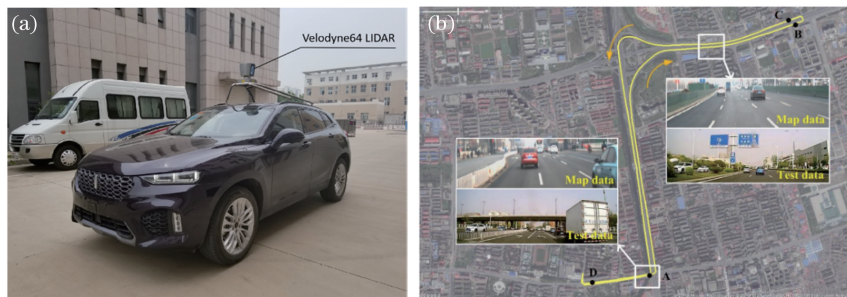 (a)
Velodyne64 LIDAR
(b)
C
B
Map data
Test data
Map data
Test data
D
A